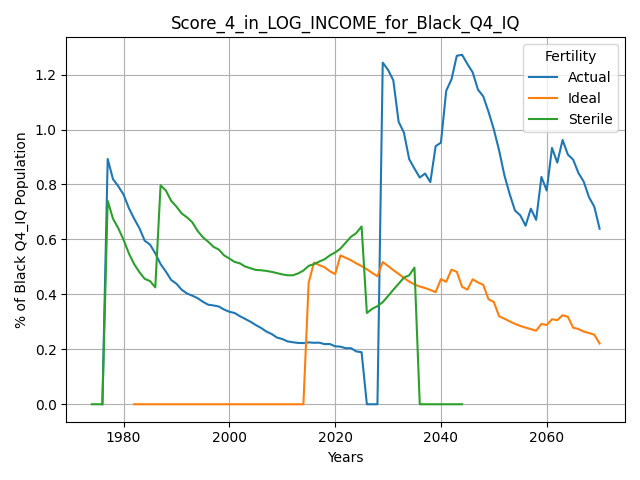 Score_4_in_LOG_INCOME_for_Black_Q4_IQ
% of Black Q4_IQ Population
1.2
1.0
0.8
0.6
0.4
0.2
0.0
Fertility
Actual
Ideal
Sterile
1980
2000
2020
2040
2060
Years